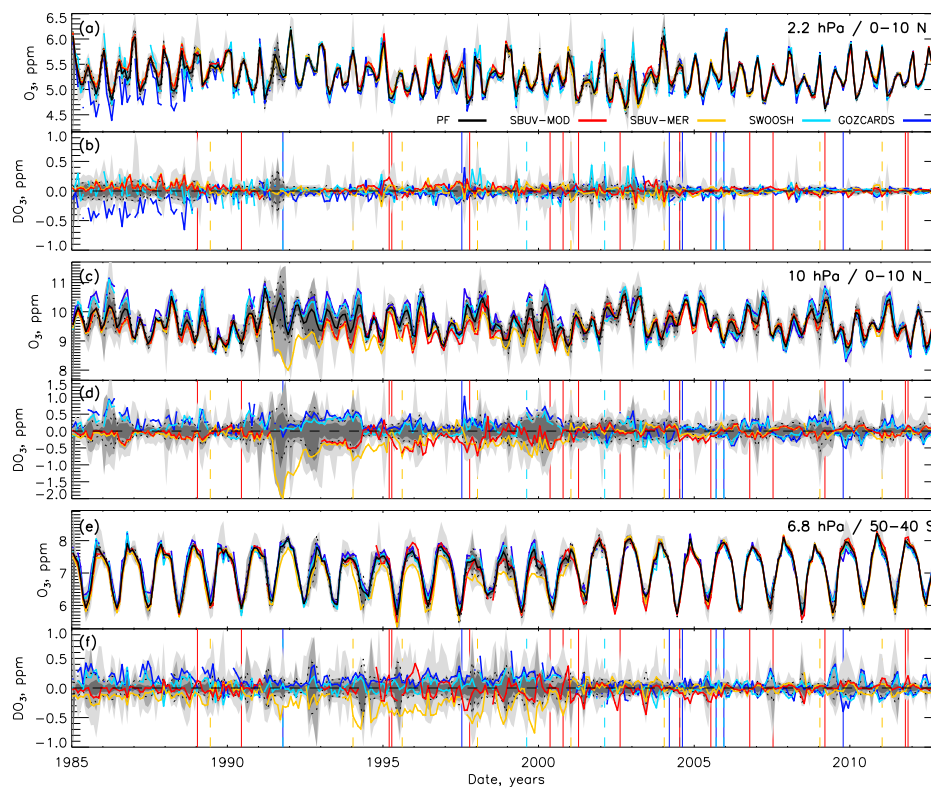 (a)
2.2 hPa / 0-10 N
6.5
6.0
5.5
5.0
4.5
O3, ppm
PF SBUV-MOD SBUV-MER SWOOSH GOZCARDS
(b)
1.0
0.5
0.0
-0.5
-1.0
DO3, ppm
(c)
10 hPa / 0-10 N
11
10
9
8
O3, ppm
(d)
1.5
1.0
0.5
0.0
-0.5
-1.0
-1.5
-2.0
DO3, ppm
(e)
6.8 hPa / 50-40 S
8
7
6
O3, ppm
(f)
1.0
0.5
0.0
-0.5
-1.0
DO3, ppm
1985 1990 1995 2000 2005 2010
Date, years